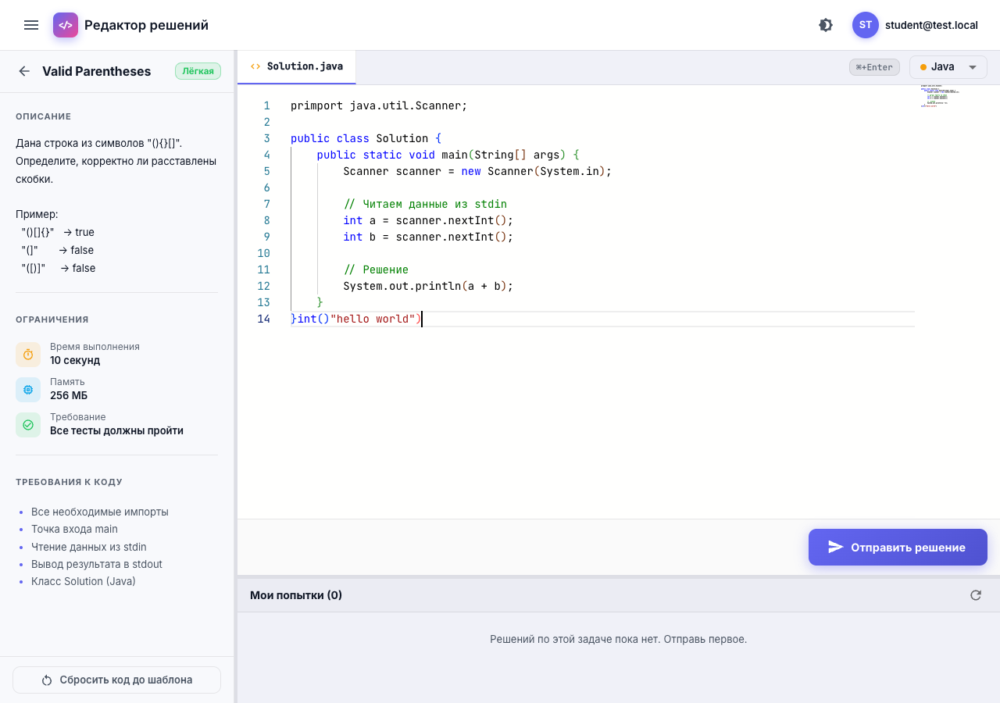 Редактор решений
ST
student@test.local
Valid Parentheses
Лёгкая
ОПИСАНИЕ
Дана строка из символов "(){}[]".
Определите, корректно ли расставлены
скобки.
Пример:
"()[]{}" → true
"(]" → false
"([)]" → false
ОГРАНИЧЕНИЯ
Время выполнения
10 секунд
Память
256 МБ
Требование
Все тесты должны пройти
ТРЕБОВАНИЯ К КОДУ
• Все необходимые импорты
• Точка входа main
• Чтение данных из stdin
• Вывод результата в stdout
• Класс Solution (Java)
Сбросить код до шаблона
<> Solution.java
⌘+Enter
Java
1 primport java.util.Scanner;
2
3 public class Solution {
4     public static void main(String[] args) {
5         Scanner scanner = new Scanner(System.in);
6
7         // Читаем данные из stdin
8         int a = scanner.nextInt();
9         int b = scanner.nextInt();
10
11         // Решение
12         System.out.println(a + b);
13     }
14 }int()"hello world")
Отправить решение
Мои попытки (0)
Решений по этой задаче пока нет. Отправь первое.